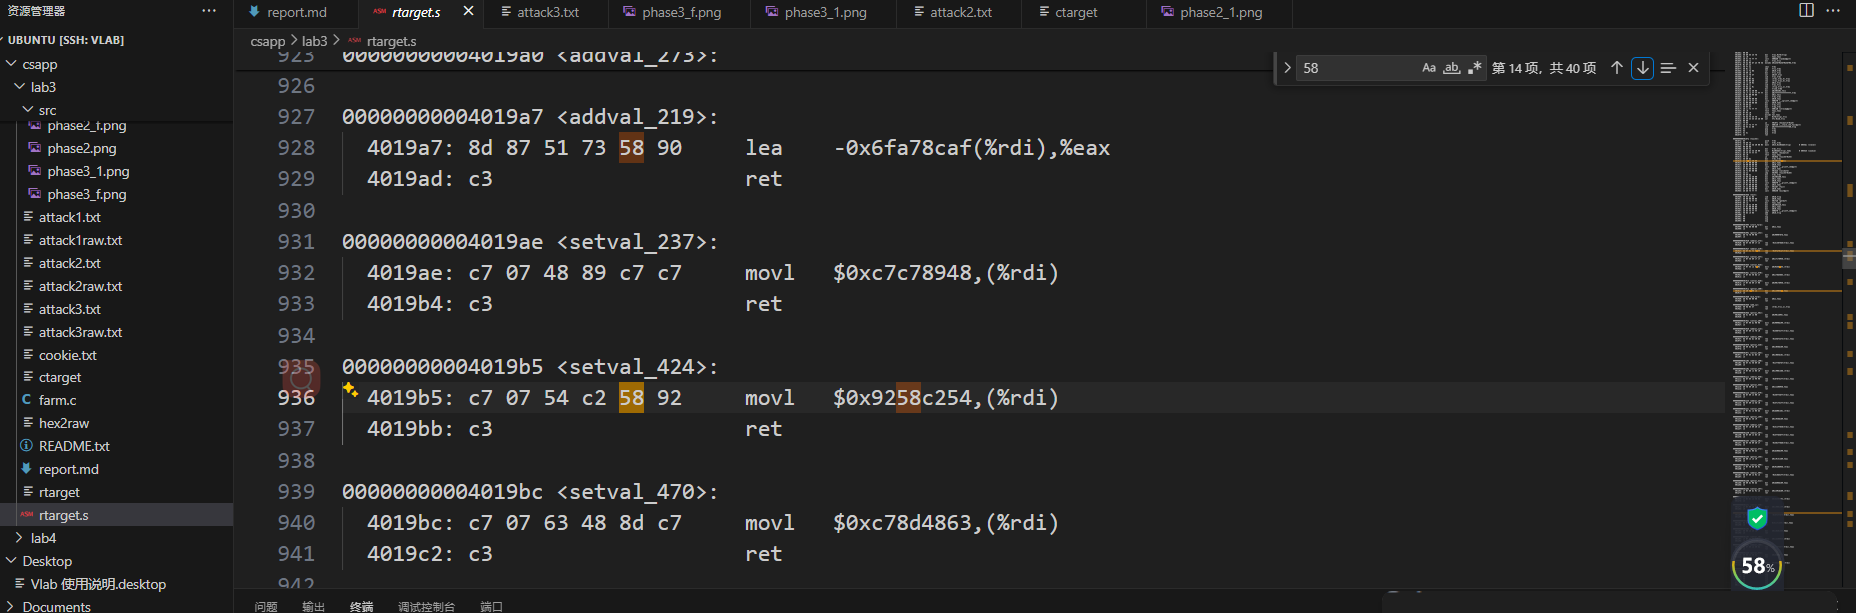 资源管理器
···
report.md
ASM rtarget.s
attack3.txt
phase3_f.png
phase3_1.png
attack2.txt
ctarget
phase2_1.png
···
UBUNTU [SSH: VLAB]
csapp
lab3
src
phase2_f.png
phase2.png
phase3_1.png
phase3_f.png
attack1.txt
attack1raw.txt
attack2.txt
attack2raw.txt
attack3.txt
attack3raw.txt
cookie.txt
ctarget
C farm.c
hex2raw
README.txt
report.md
rtarget
ASM rtarget.s
lab4
Desktop
Vlab 使用说明.desktop
Documents
csapp > lab3 > ASM rtarget.s
58 Aa ab .* 第 14 项, 共 40 项
923 00000000004019a0 <addval_273>:
926
927 00000000004019a7 <addval_219>:
928 4019a7: 8d 87 51 73 58 90 lea -0x6fa78caf(%rdi),%eax
929 4019ad: c3 ret
930
931 00000000004019ae <setval_237>:
932 4019ae: c7 07 48 89 c7 c7 movl $0xc7c78948,(%rdi)
933 4019b4: c3 ret
934
935 00000000004019b5 <setval_424>:
936 4019b5: c7 07 54 c2 58 92 movl $0x9258c254,(%rdi)
937 4019bb: c3 ret
938
939 00000000004019bc <setval_470>:
940 4019bc: c7 07 63 48 8d c7 movl $0xc78d4863,(%rdi)
941 4019c2: c3 ret
942
58%
问题 输出 终端 调试控制台 端口